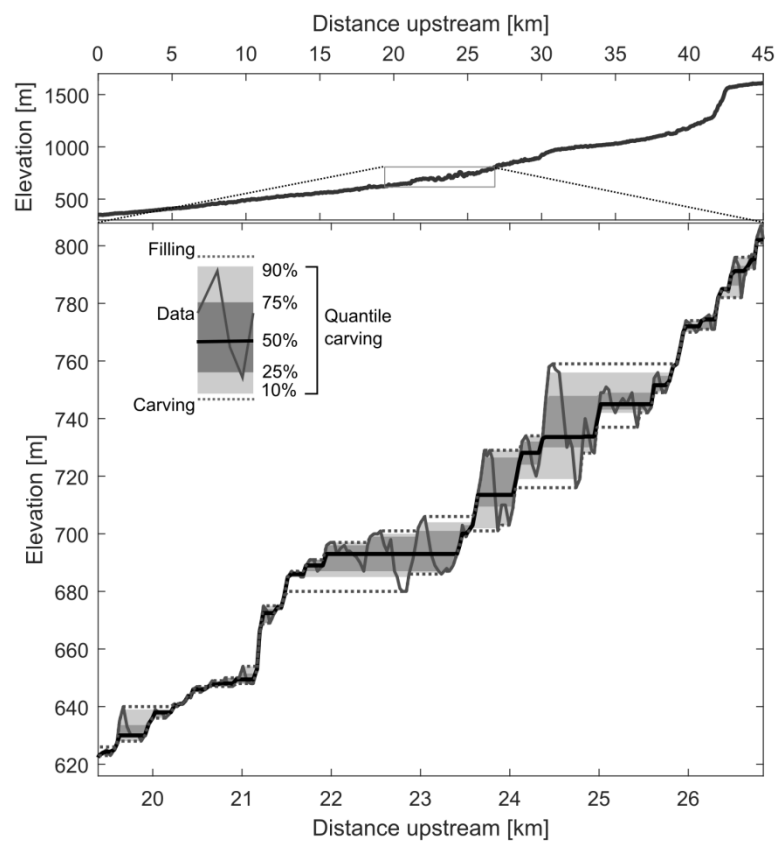 Distance upstream [km]
0 5 10 15 20 25 30 35 40 45
Elevation [m]
1500
1000
500
Elevation [m]
800
780
760
740
720
700
680
660
640
620
Filling
90%
75%
Data
50%
25%
10%
Carving
Quantile
carving
20 21 22 23 24 25 26
Distance upstream [km]